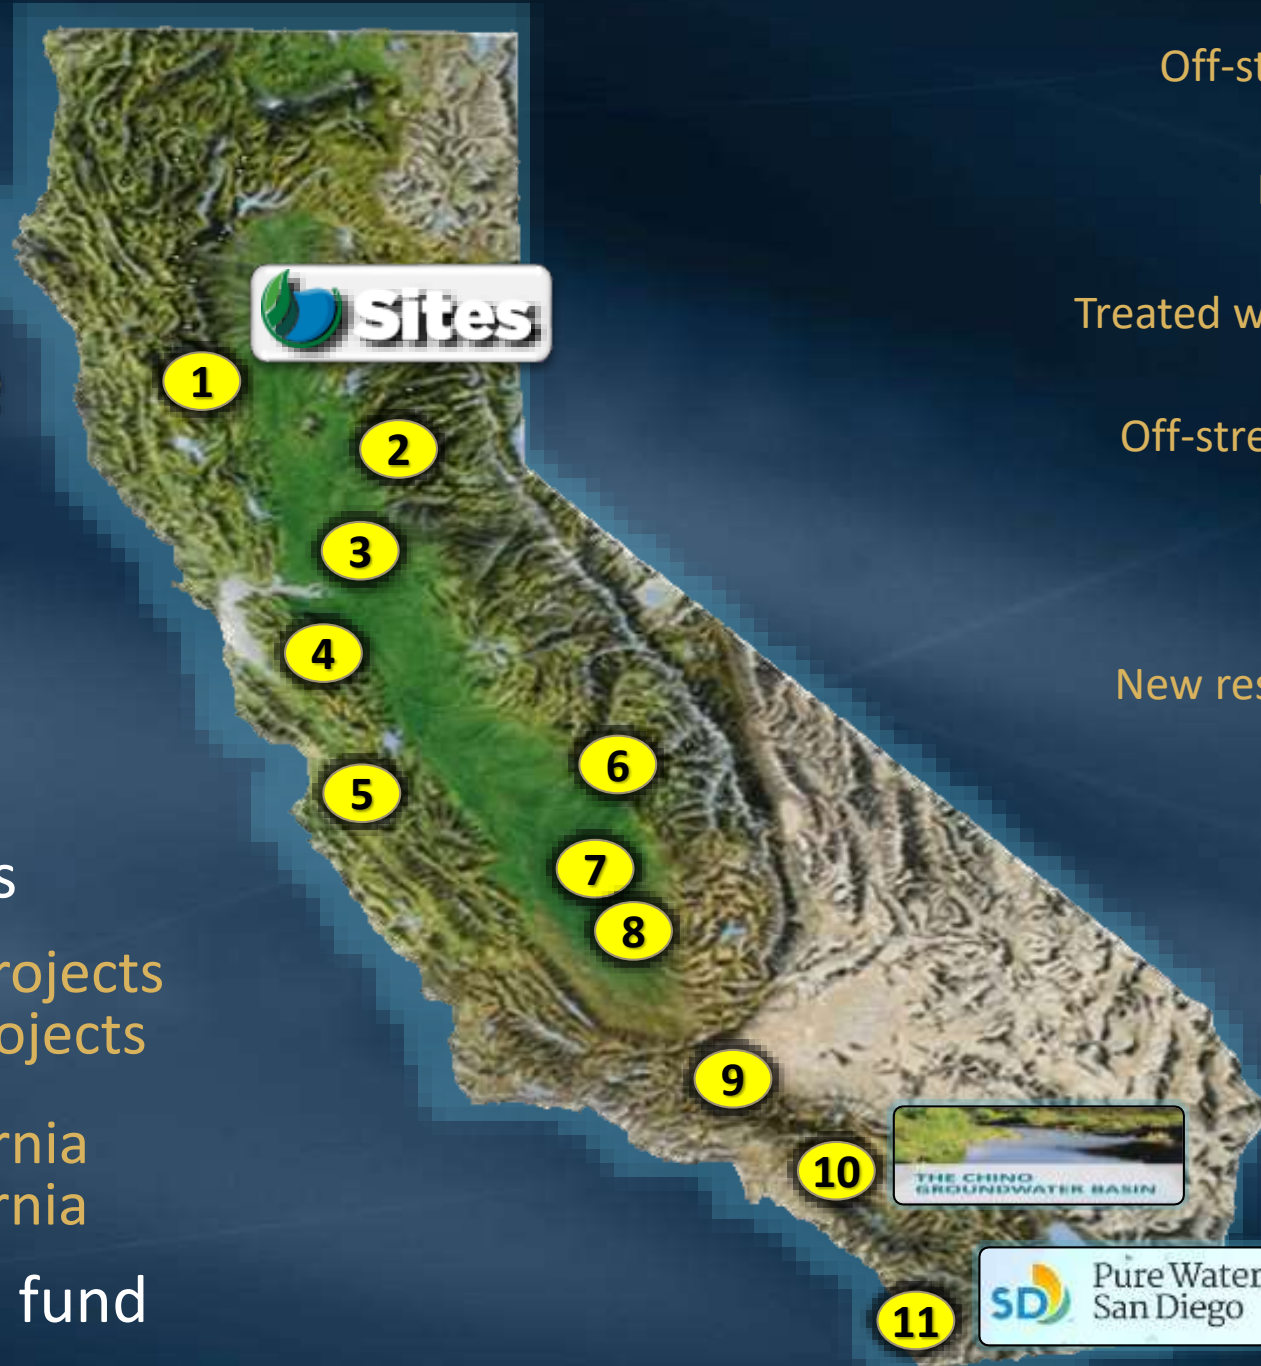 Off-st
Sites
Treated w
1
Off-stre
2
3
4
New res
6
5
7
s
8
rojects
ojects
9
rnia
10
THE CHINO
GROUNDWATER BASIN
rnia
fund
SD
Pure Water
San Diego
11